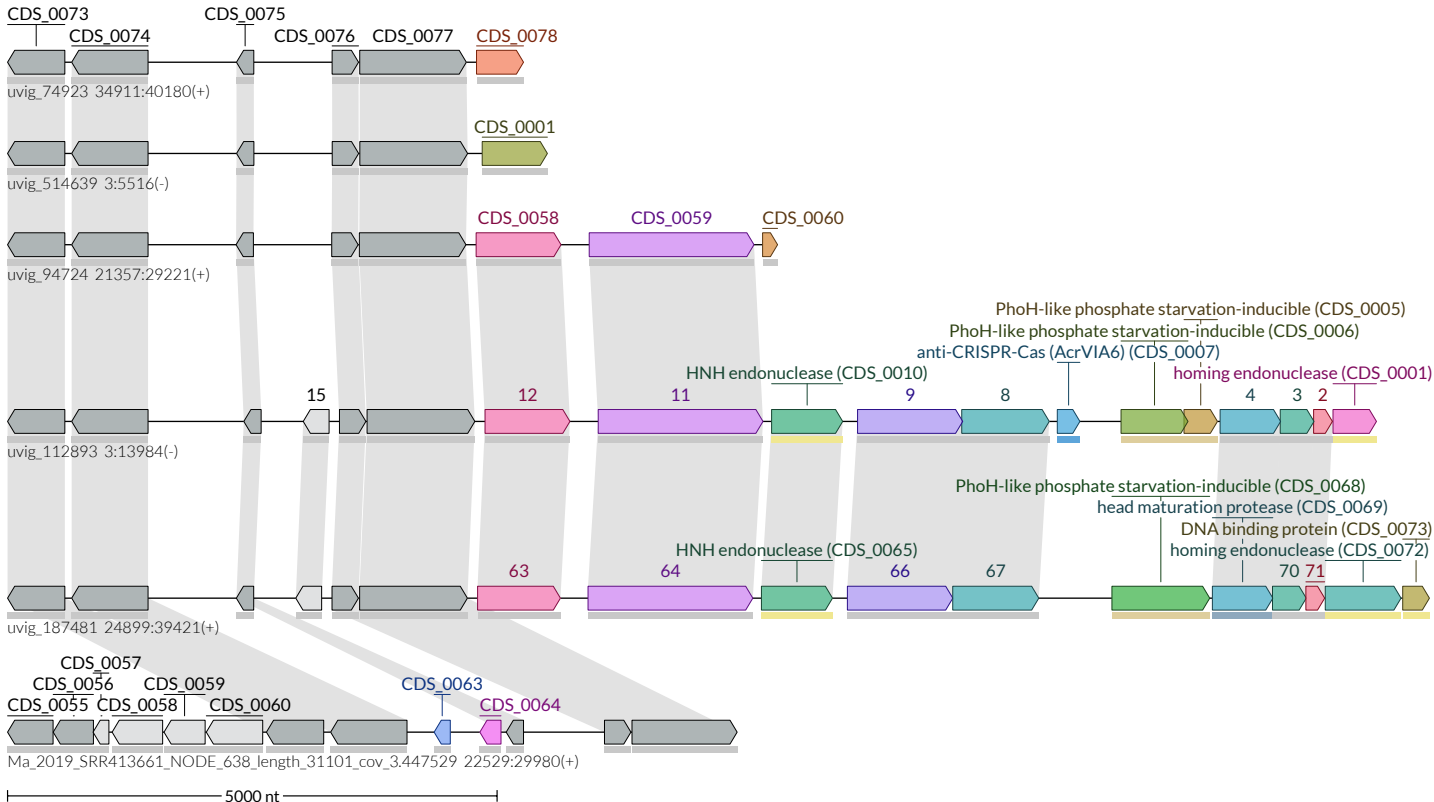 CDS_0073 CDS_0075
CDS_0074 CDS_0076 CDS_0077 CDS_0078
uvig_74923 34911:40180(+)
CDS_0001
uvig_514639 3:5516(-)
CDS_0058 CDS_0059 CDS_0060
uvig_94724 21357:29221(+)
PhoH-like phosphate starvation-inducible (CDS_0005)
PhoH-like phosphate starvation-inducible (CDS_0006)
anti-CRISPR-Cas (AcrVIA6) (CDS_0007)
HNH endonuclease (CDS_0010) homing endonuclease (CDS_0001)
15 12 11 9 8 4 3 2
uvig_112893 3:13984(-)
PhoH-like phosphate starvation-inducible (CDS_0068)
head maturation protease (CDS_0069)
DNA binding protein (CDS_0073)
HNH endonuclease (CDS_0065) homing endonuclease (CDS_0072)
63 64 66 67 70 71
uvig_187481 24899:39421(+)
CDS_0057
CDS_0056 CDS_0059 CDS_0063
CDS_0055 CDS_0058 CDS_0060 CDS_0064
Ma_2019_SRR413661_NODE_638_length_31101_cov_3.447529 22529:29980(+)
5000 nt